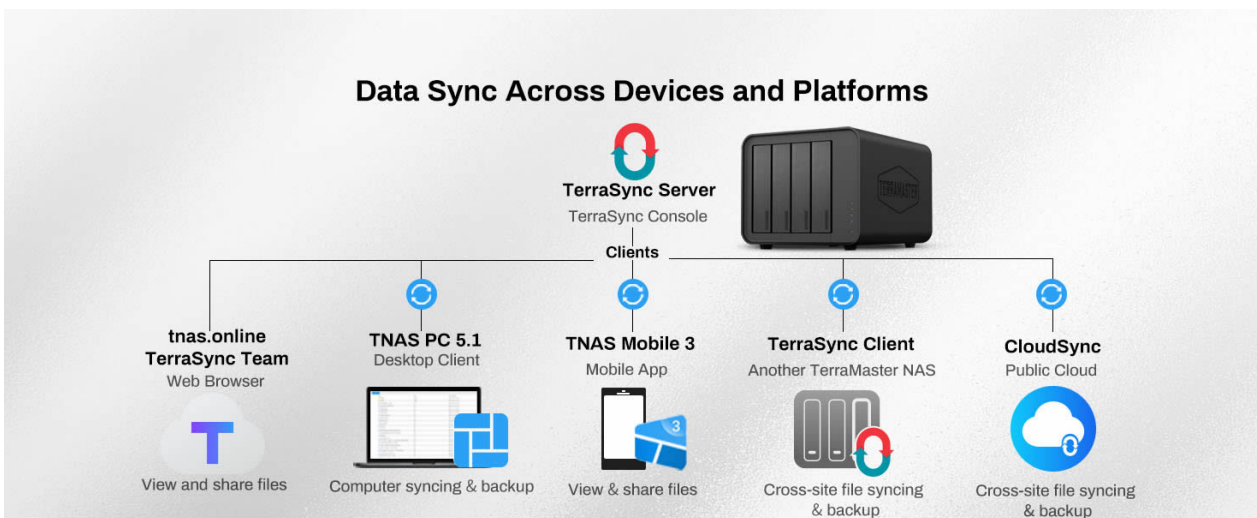 Data Sync Across Devices and Platforms
TerraSync Server
TerraSync Console
TERRAMASTER
Clients
tnas.online
TerraSync Team
Web Browser
T
View and share files
TNAS PC 5.1
Desktop Client
Computer syncing & backup
TNAS Mobile 3
Mobile App
3
View & share files
TerraSync Client
Another TerraMaster NAS
Cross-site file syncing
& backup
CloudSync
Public Cloud
Cross-site file syncing
& backup